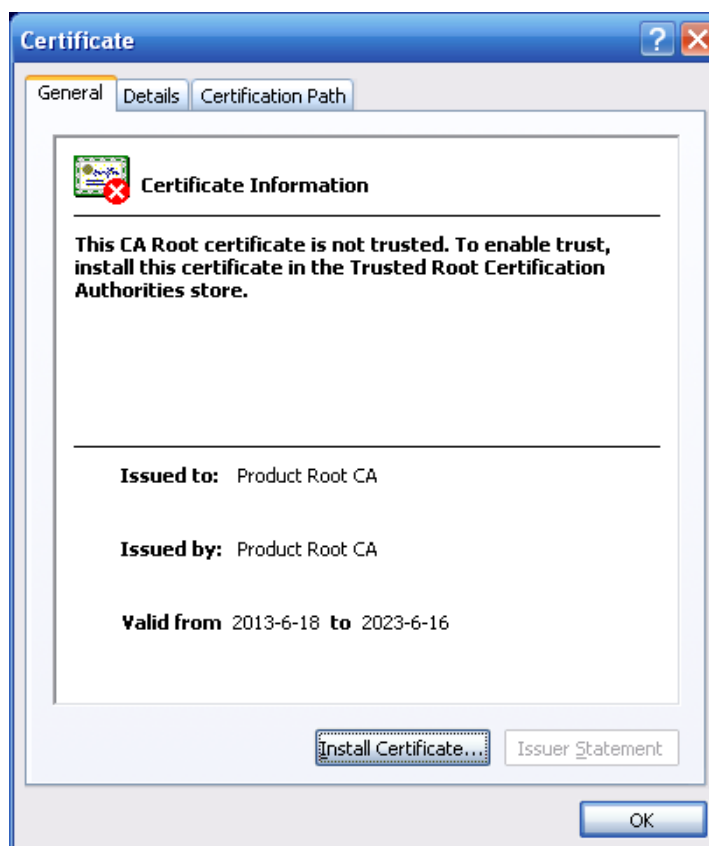 Certificate
General Details Certification Path
Certificate Information
This CA Root certificate is not trusted. To enable trust,
install this certificate in the Trusted Root Certification
Authorities store.
Issued to: Product Root CA
Issued by: Product Root CA
Valid from 2013-6-18 to 2023-6-16
Install Certificate... Issuer Statement
OK